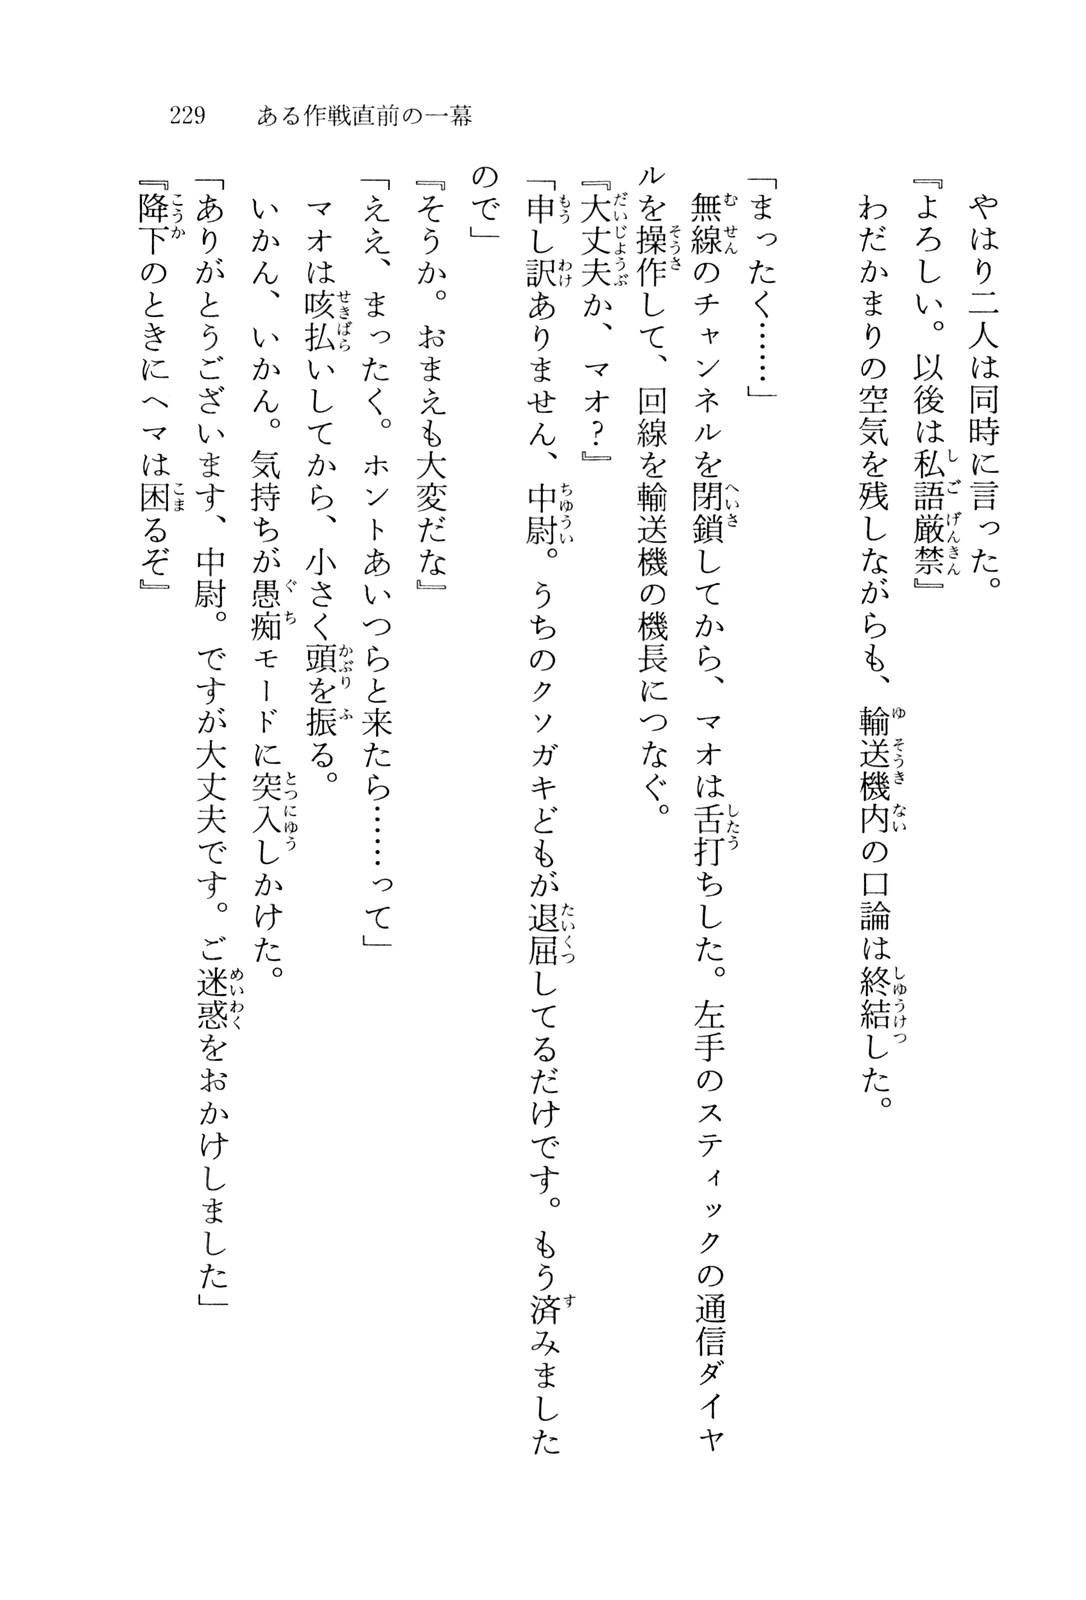 229　ある作戦直前の一幕
　やはり二人は同時に言った。
『よろしい。以後は私語厳禁』
　わだかまりの空気を残しながらも、輸送機内の口論は終結した。
「まったく……」
　無線のチャンネルを閉鎖してから、マオは舌打ちした。左手のスティックの通信ダイヤ
ルを操作して、回線を輸送機の機長につなぐ。
『大丈夫か、マオ？』
「申し訳ありません、中尉。うちのクソガキどもが退屈してるだけです。もう済みました
ので」
『そうか。おまえも大変だな』
「ええ、まったく。ホントあいつらと来たら……って」
　マオは咳払いしてから、小さく頭を振る。
　いかん、いかん。気持ちが愚痴モードに突入しかけた。
「ありがとうございます、中尉。ですが大丈夫です。ご迷惑をおかけしました」
『降下のときにヘマは困るぞ』